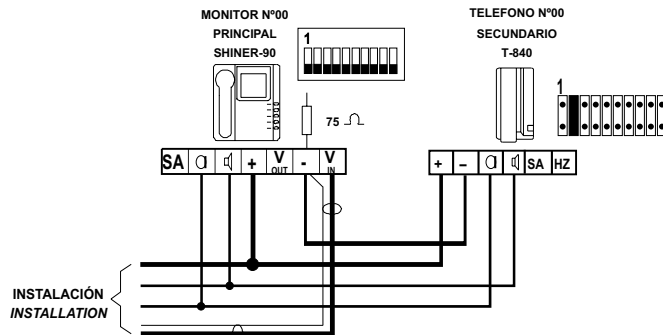 MONITOR Nº00
PRINCIPAL
SHINER-90
1
75
TELEFONO Nº00
SECUNDARIO
T-840
1
SA + V OUT - V IN
+ – SA HZ
INSTALACIÓN
INSTALLATION